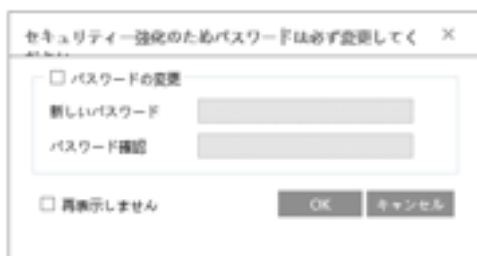 セキュリティー強化のためパスワードは必ず変更してく
ださい
パスワードの変更
新しいパスワード
パスワード確認
再表示しません
OK
キャンセル